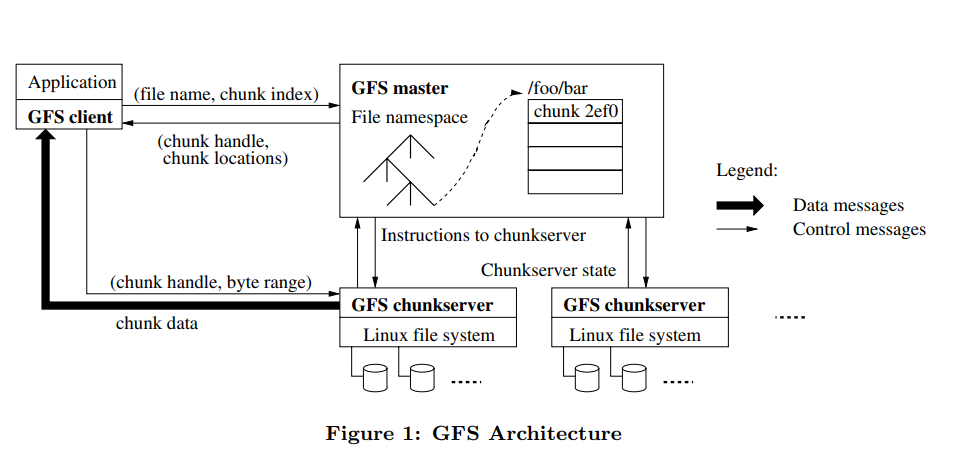 Application
GFS client
(file name, chunk index)
(chunk handle,
chunk locations)
GFS master
File namespace
/foo/bar
chunk 2ef0
Legend:
Data messages
Control messages
Instructions to chunkserver
Chunkserver state
(chunk handle, byte range)
chunk data
GFS chunkserver
Linux file system
GFS chunkserver
Linux file system
Figure 1: GFS Architecture